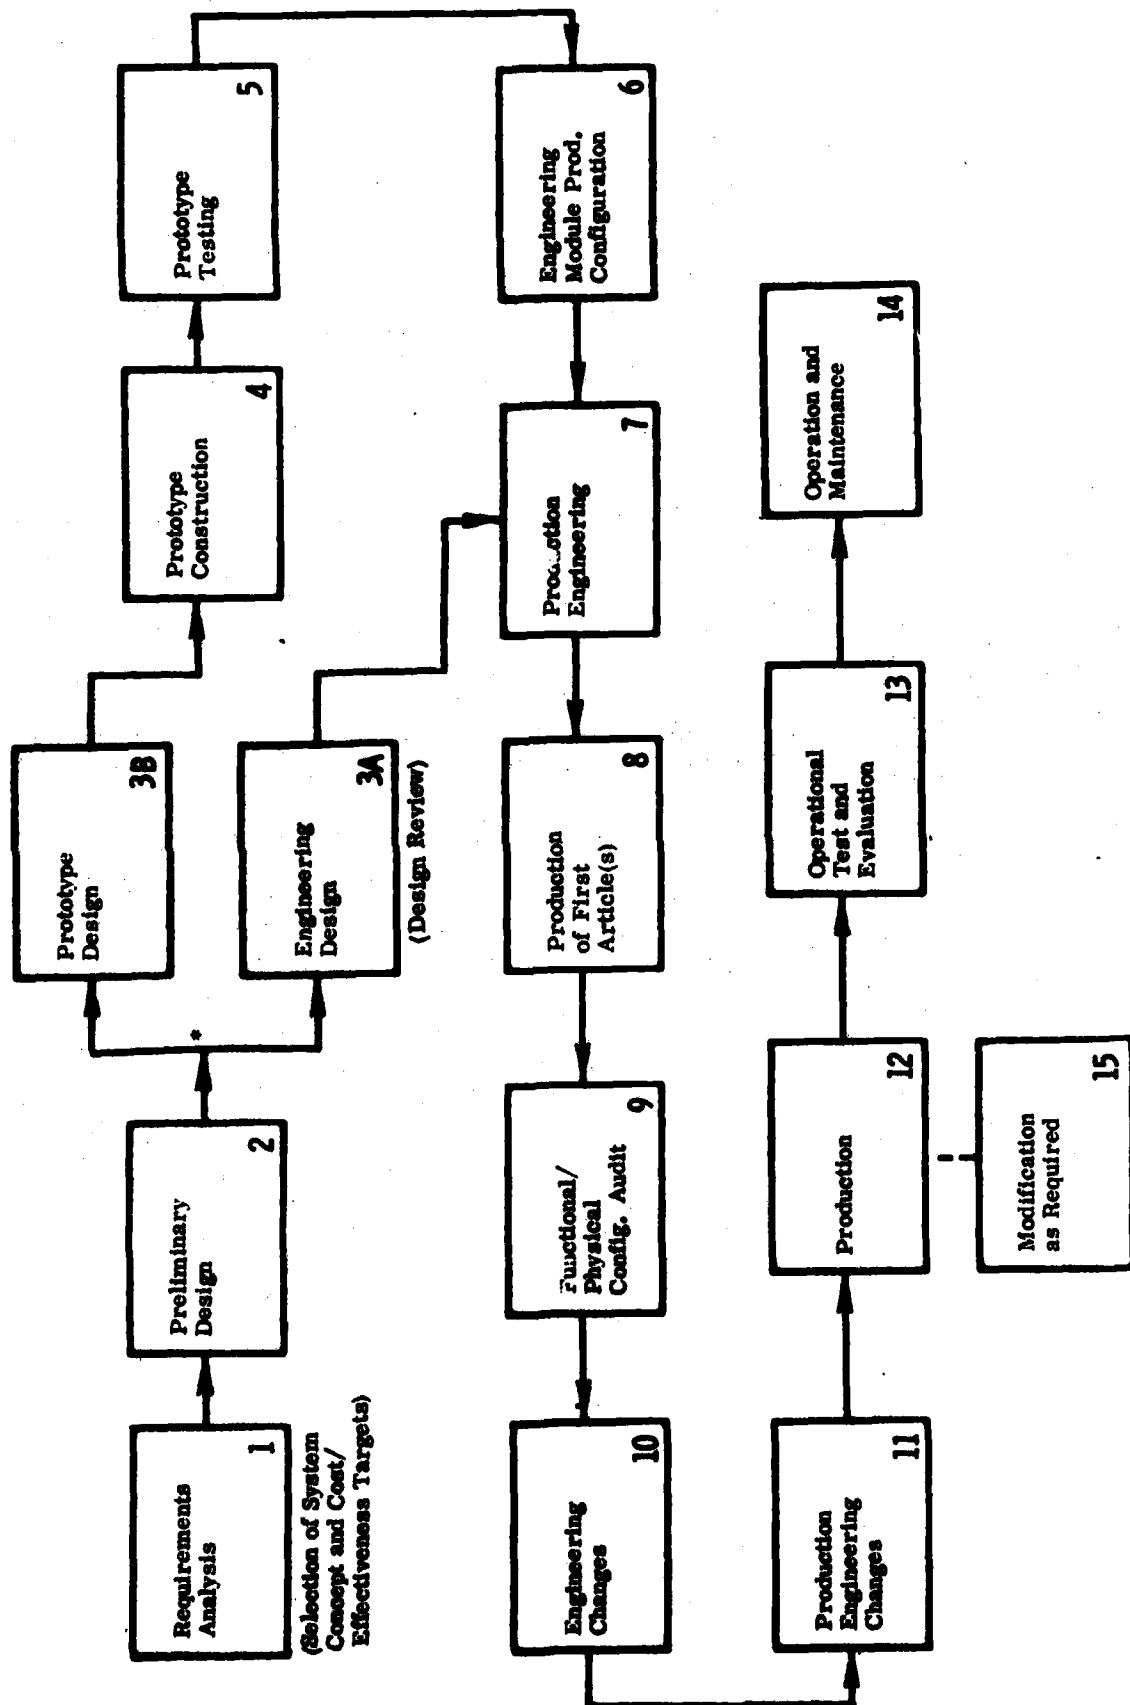 Requirements
Analysis
1
(Selection of System
Concept and Cost/
Effectiveness Targets)
Preliminary
Design
2
*
Prototype
Design
3B
Engineering
Design
3A
(Design Review)
Prototype
Construction
4
Prototype
Testing
5
Engineering
Module Prod.
Configuration
6
Production
Engineering
7
Production
of First
Article(s)
8
Functional/
Physical
Config. Audit
9
Engineering
Changes
10
Production
Engineering
Changes
11
Production
12
Operational
Test and
Evaluation
13
Operation and
Maintenance
14
Modification
as Required
15